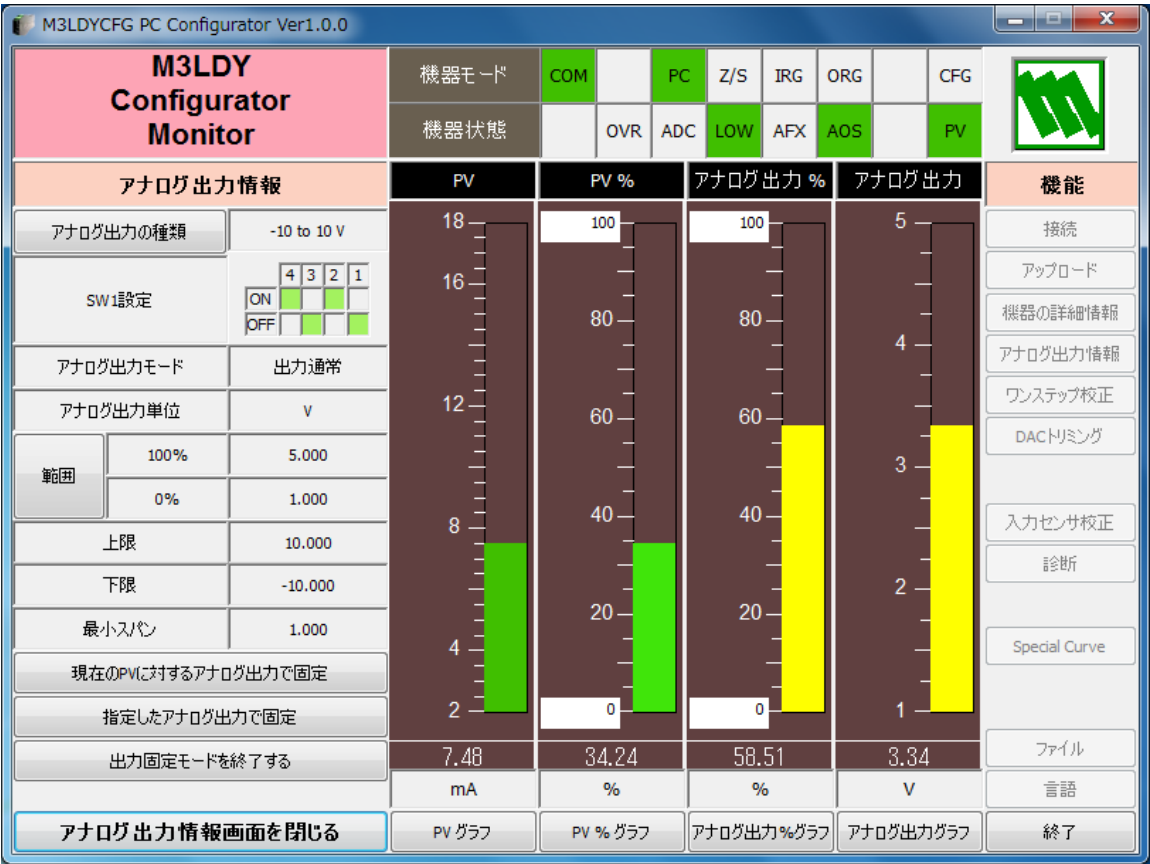 M3LDYCFG PC Configurator Ver1.0.0
M3LDY
Configurator
Monitor
機器モード
COM
PC
Z/S
IRG
ORG
CFG
機器状態
OVR
ADC
LOW
AFX
AOS
PV
アナログ出力情報
PV
PV %
アナログ出力 %
アナログ出力
機能
アナログ出力の種類
-10 to 10 V
SW1設定
4 3 2 1
ON
OFF
アナログ出力モード
出力通常
アナログ出力単位
V
範囲
100%
5.000
0%
1.000
上限
10.000
下限
-10.000
最小スパン
1.000
現在のPVに対するアナログ出力で固定
指定したアナログ出力で固定
出力固定モードを終了する
アナログ出力情報画面を閉じる
18
16
12
8
4
2
7.48
mA
PV グラフ
100
80
60
40
20
0
34.24
%
PV % グラフ
100
80
60
40
20
0
58.51
%
アナログ出力%グラフ
5
4
3
2
1
3.34
V
アナログ出力グラフ
接続
アップロード
機器の詳細情報
アナログ出力情報
ワンステップ校正
DACトリミング
入力センサ校正
診断
Special Curve
ファイル
言語
終了